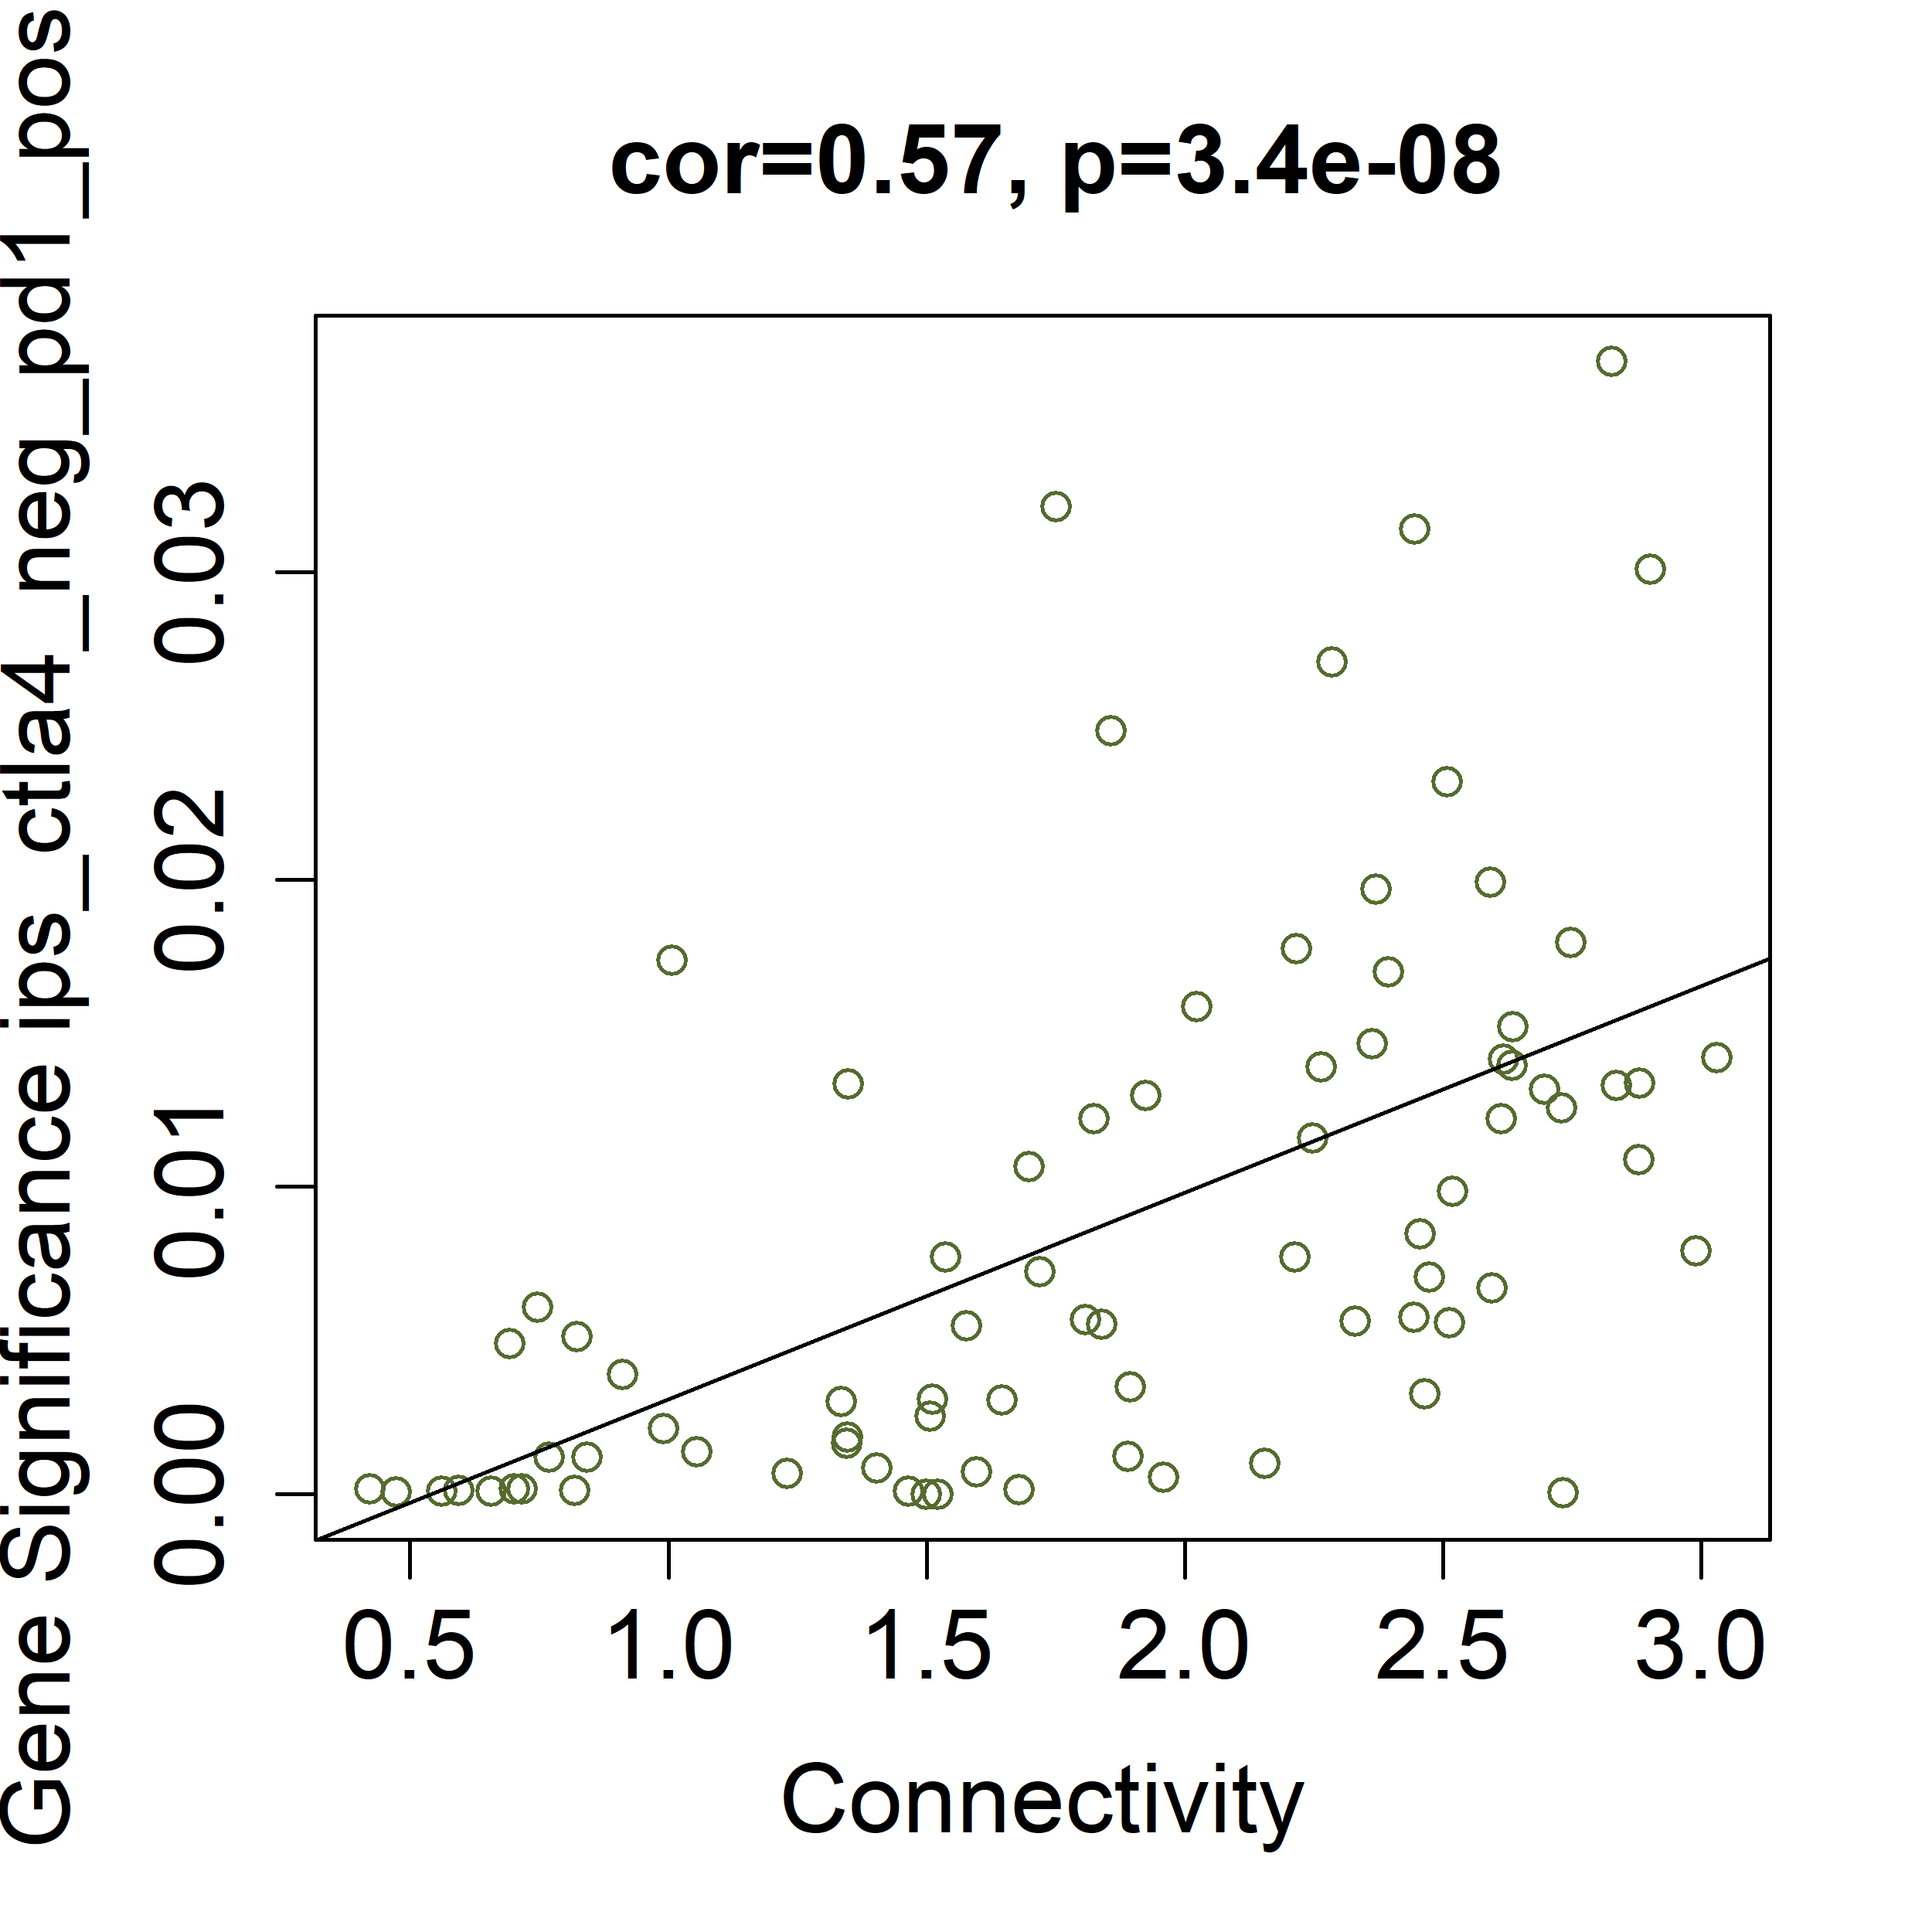 cor=0.57, p=3.4e-08
Gene Significance ips_ctla4_neg_pd1_pos
0.03
0.02
0.01
0.00
0.5 1.0 1.5 2.0 2.5 3.0
Connectivity